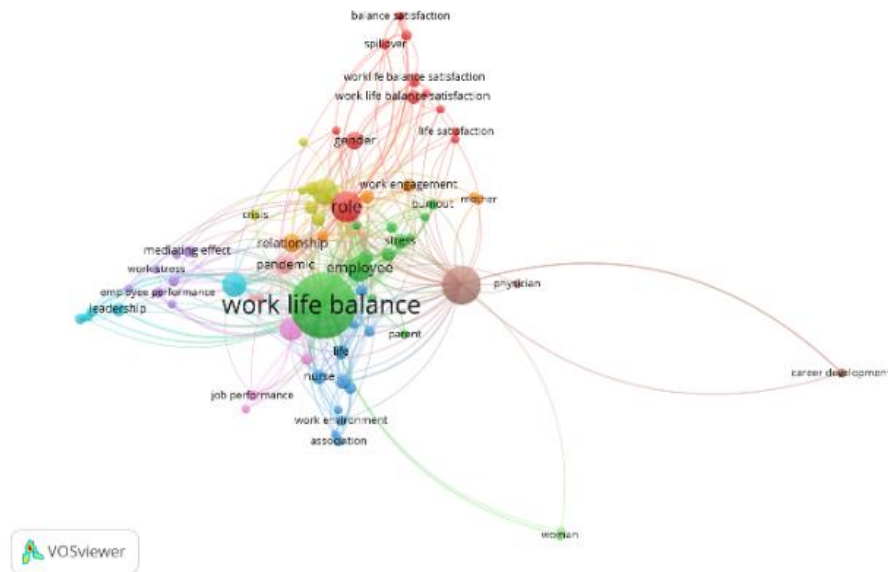 balance satisfaction
spillover
worklife balance satisfaction
work life balance satisfaction
life satisfaction
gender
work engagement
mother
burnout
role
crisis
stress
relationship
mediating effect
pandemic
employee
work stress
physician
employee performance
work life balance
leadership
parent
life
career development
nurse
job performance
work environment
association
woman
VOSviewer